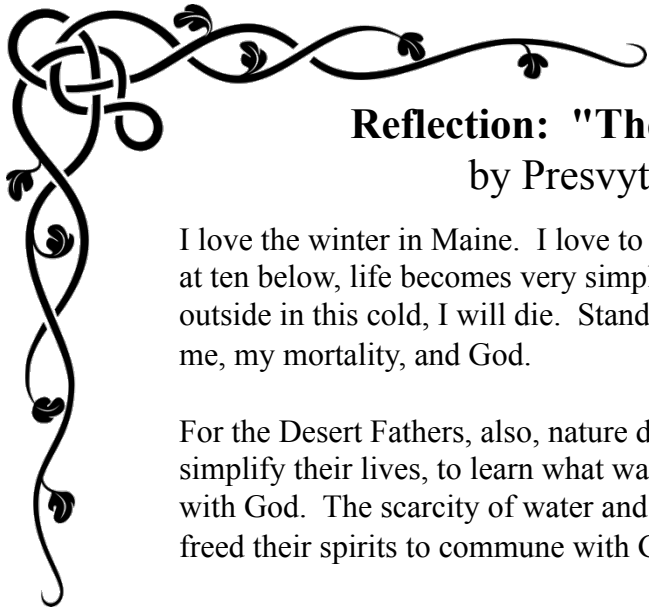 Reflection: "Th
by Presvyt
I love the winter in Maine. I love to
at ten below, life becomes very simpl
outside in this cold, I will die. Stand
me, my mortality, and God.
For the Desert Fathers, also, nature d
simplify their lives, to learn what wa
with God. The scarcity of water and
freed their spirits to commune with